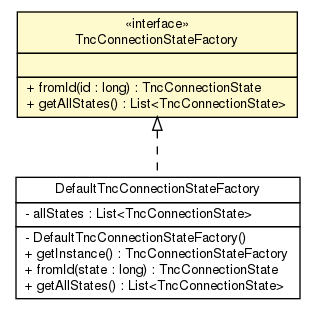 «interface»
TncConnectionStateFactory
+ fromId(id : long) : TncConnectionState
+ getAllStates() : List<TncConnectionState>
DefaultTncConnectionStateFactory
- allStates : List<TncConnectionState>
- DefaultTncConnectionStateFactory()
+ getInstance() : TncConnectionStateFactory
+ fromId(state : long) : TncConnectionState
+ getAllStates() : List<TncConnectionState>